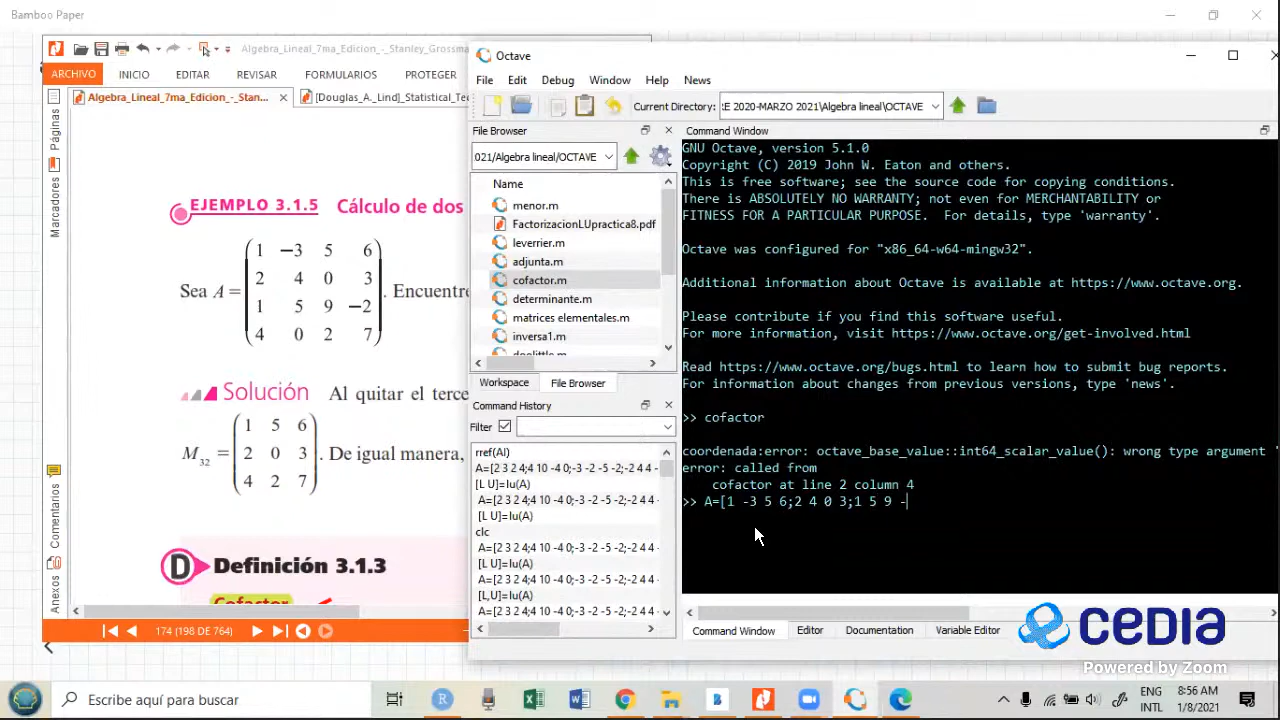 Bamboo Paper
Algebra_Lineal_7ma_Edicion_-_Stanley_Grossm
ARCHIVO INICIO EDITAR REVISAR FORMULARIOS PROTEGER
Algebra_Lineal_7ma_Edicion_-_Stan... [Douglas_A._Lind]_Statistical_Te
Páginas
Marcadores
Comentarios
Anexos
EJEMPLO 3.1.5 Cálculo de dos
1 −3 5 6
2 4 0 3
Sea A = . Encuentre
1 5 9 −2
4 0 2 7
Solución Al quitar el terce
1 5 6
M32 = 2 0 3 . De igual manera,
4 2 7
D Definición 3.1.3
Cofactor
174 (198 DE 764)
Octave
File Edit Debug Window Help News
Current Directory: :E 2020-MARZO 2021\Algebra lineal\OCTAVE
File Browser
021/Algebra lineal/OCTAVE
Name
menor.m
FactorizacionLUpractica8.pdf
leverrier.m
adjunta.m
cofactor.m
determinante.m
matrices elementales.m
inversa1.m
doolittle.m
Workspace File Browser
Command History
Filter
rref(AI)
A=[2 3 2 4;4 10 -4 0;-3 -2 -5 -2;-2 4 4 -
[L U]=lu(A)
A=[2 3 2 4;4 10 -4 0;-3 -2 -5 -2;-2 4 4 -
[L U]=lu(A)
clc
A=[2 3 2 4;4 10 -4 0;-3 -2 -5 -2;-2 4 4 -
[L U]=lu(A)
A=[2 3 2 4;4 10 -4 0;-3 -2 -5 -2;-2 4 4 -
[L,U]=lu(A)
A=[2 3 2 4;4 10 -4 0;-3 -2 -5 -2;-2 4 4 -
Command Window
GNU Octave, version 5.1.0
Copyright (C) 2019 John W. Eaton and others.
This is free software; see the source code for copying conditions.
There is ABSOLUTELY NO WARRANTY; not even for MERCHANTABILITY or
FITNESS FOR A PARTICULAR PURPOSE. For details, type 'warranty'.
Octave was configured for "x86_64-w64-mingw32".
Additional information about Octave is available at https://www.octave.org.
Please contribute if you find this software useful.
For more information, visit https://www.octave.org/get-involved.html
Read https://www.octave.org/bugs.html to learn how to submit bug reports.
For information about changes from previous versions, type 'news'.
>> cofactor
coordenada:error: octave_base_value::int64_scalar_value(): wrong type argument '
error: called from
cofactor at line 2 column 4
>> A=[1 -3 5 6;2 4 0 3;1 5 9 -
Command Window Editor Documentation Variable Editor
cedia
Powered by Zoom
Escribe aquí para buscar
ENG
INTL
8:56 AM
1/8/2021